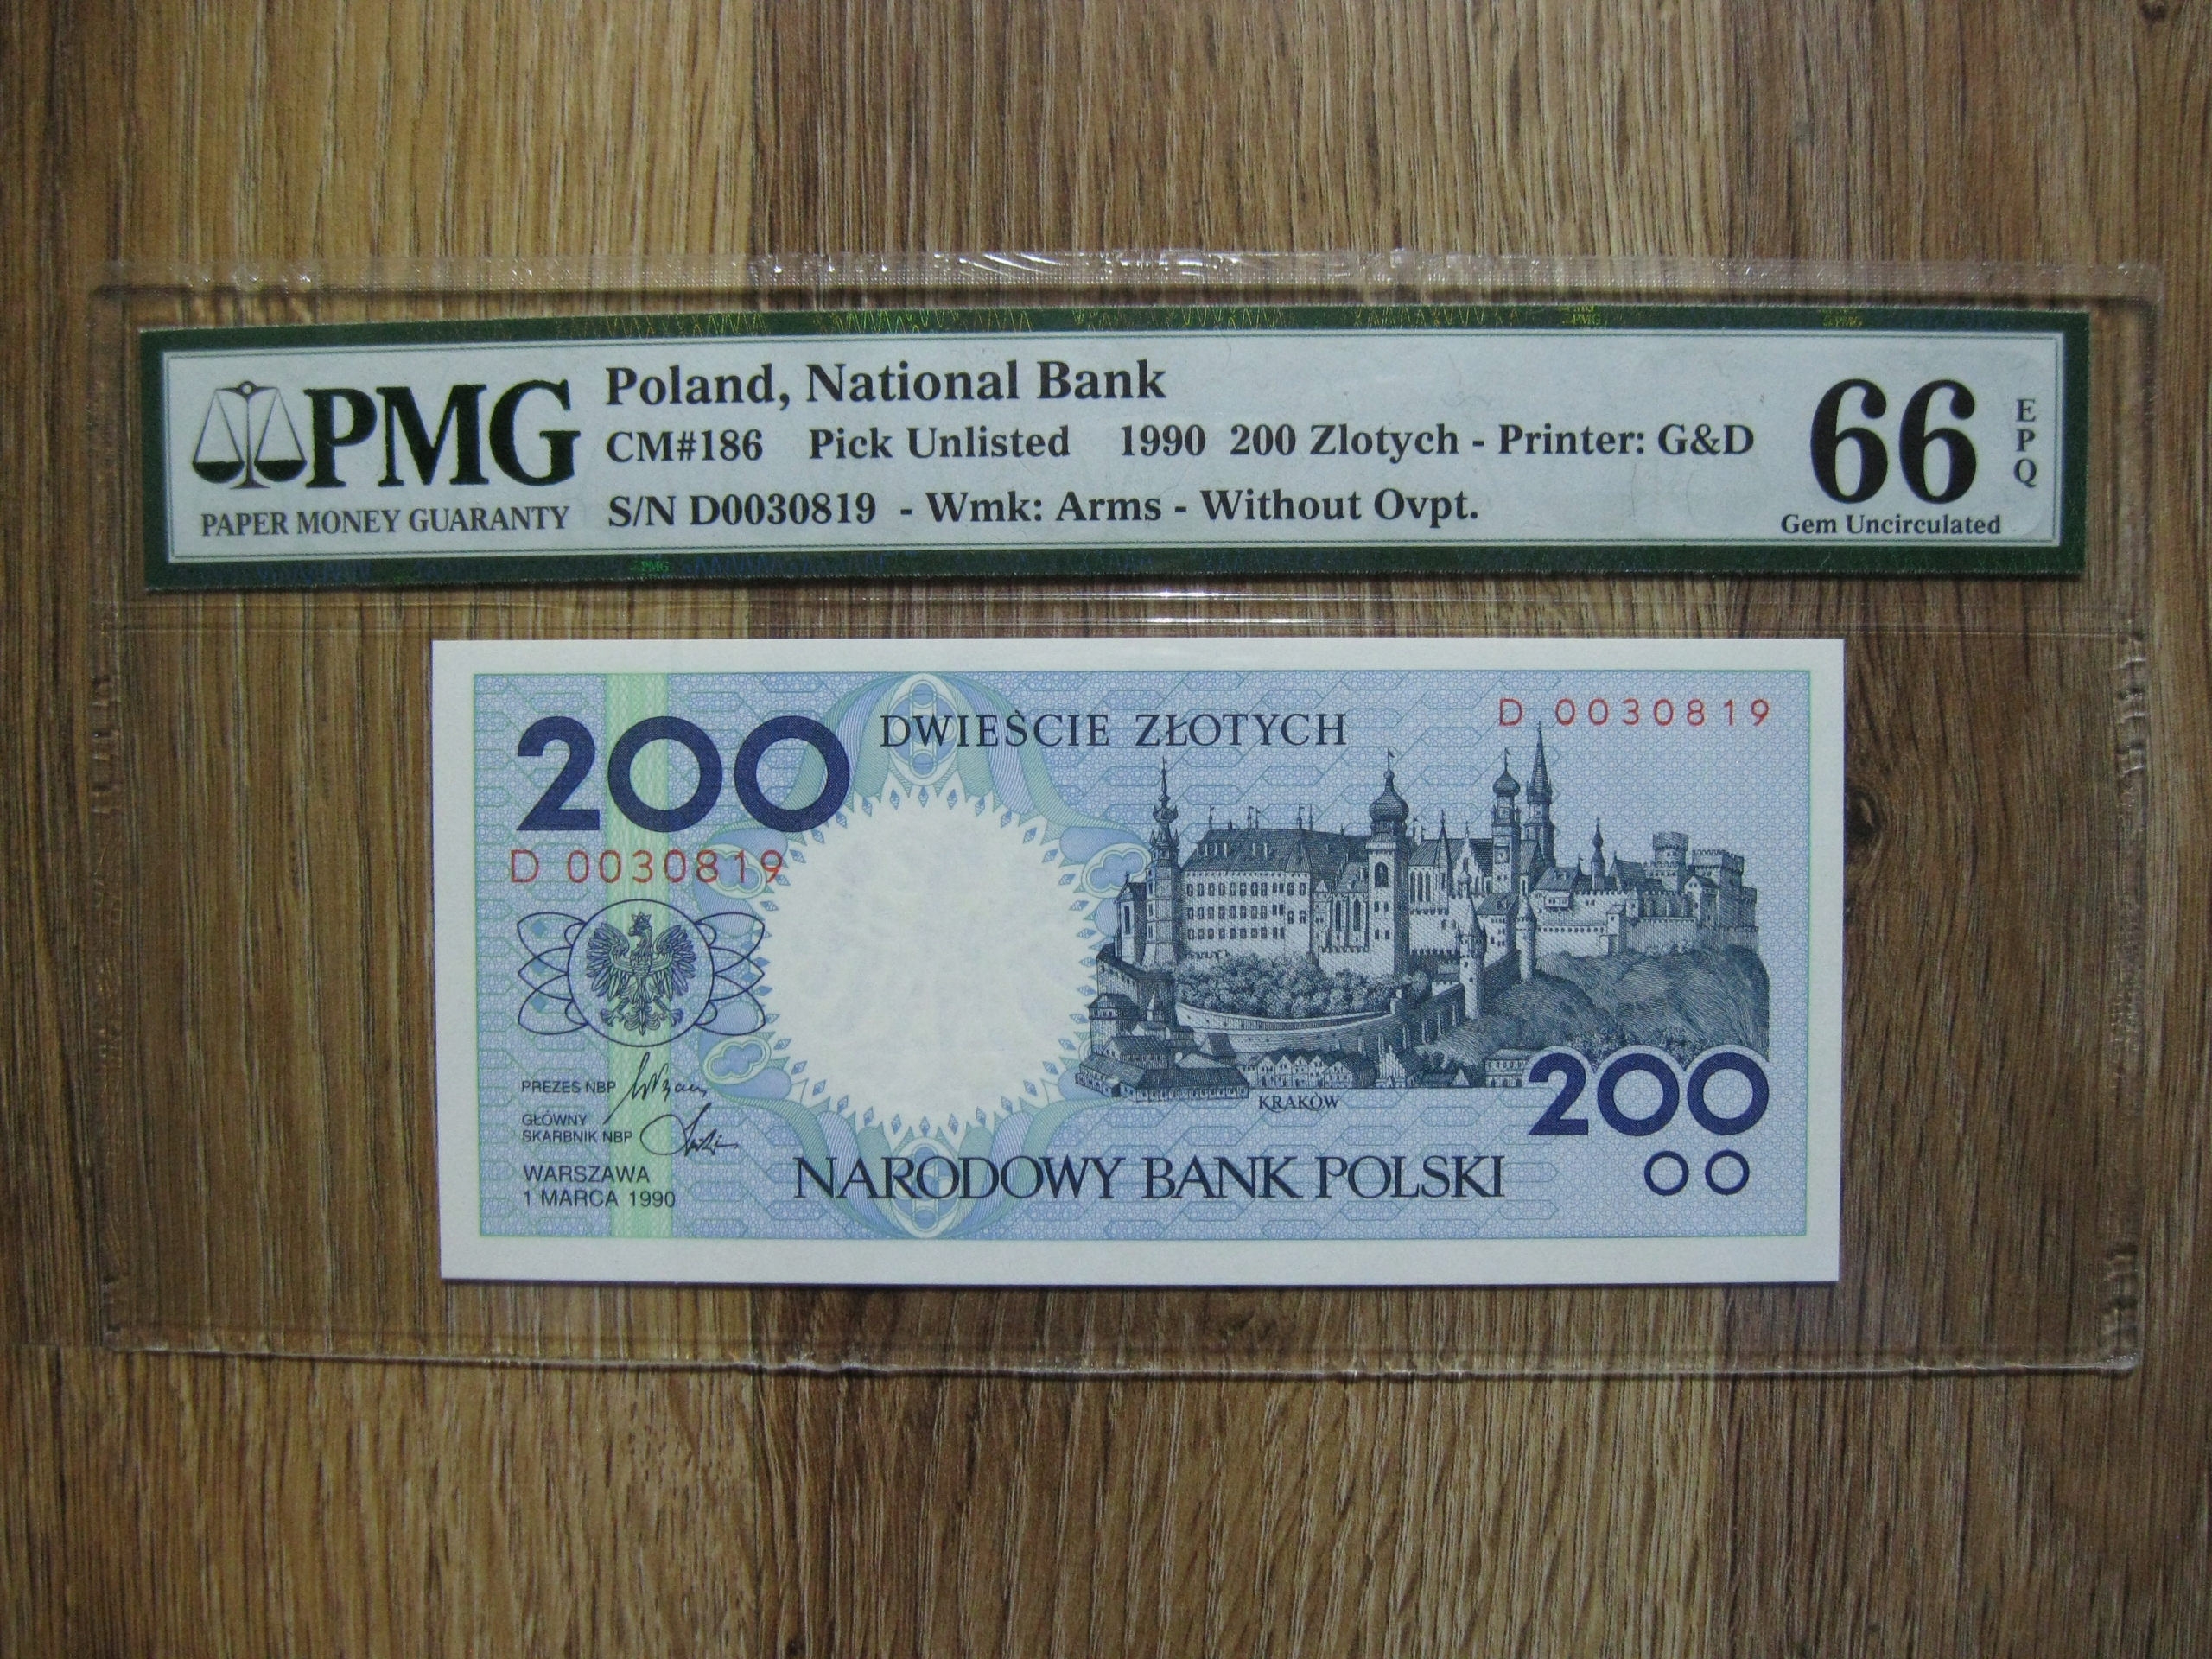 PMG
PAPER MONEY GUARANTY
Poland, National Bank
CM#186 Pick Unlisted 1990 200 Zlotych - Printer: G&D
S/N D0030819 - Wmk: Arms - Without Ovpt.
66
EPQ
Gem Uncirculated
200
DWIEŚCIE ZŁOTYCH
D 0030819
D 0030819
PREZES NBP
GŁÓWNY
SKARBNIK NBP
WARSZAWA
1 MARCA 1990
KRAKÓW
200
00
NARODOWY BANK POLSKI